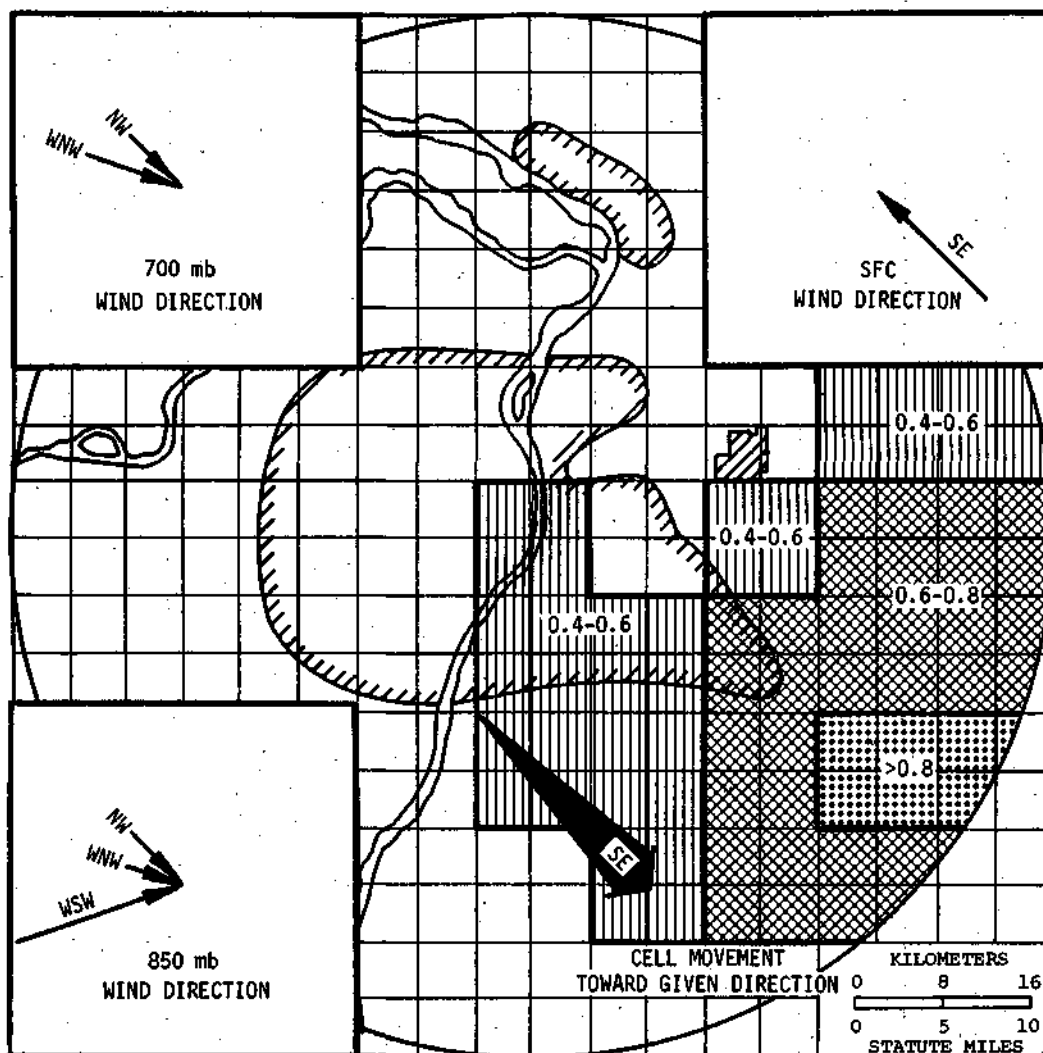 NW
WNW
700 mb
WIND DIRECTION
SE
SFC
WIND DIRECTION
0.4-0.6
0.4-0.6
0.6-0.8
0.4-0.6
>0.8
SE
NW
WNW
WSW
850 mb
WIND DIRECTION
CELL MOVEMENT
TOWARD GIVEN DIRECTION
KILOMETERS
0 8 16
0 5 10
STATUTE MILES